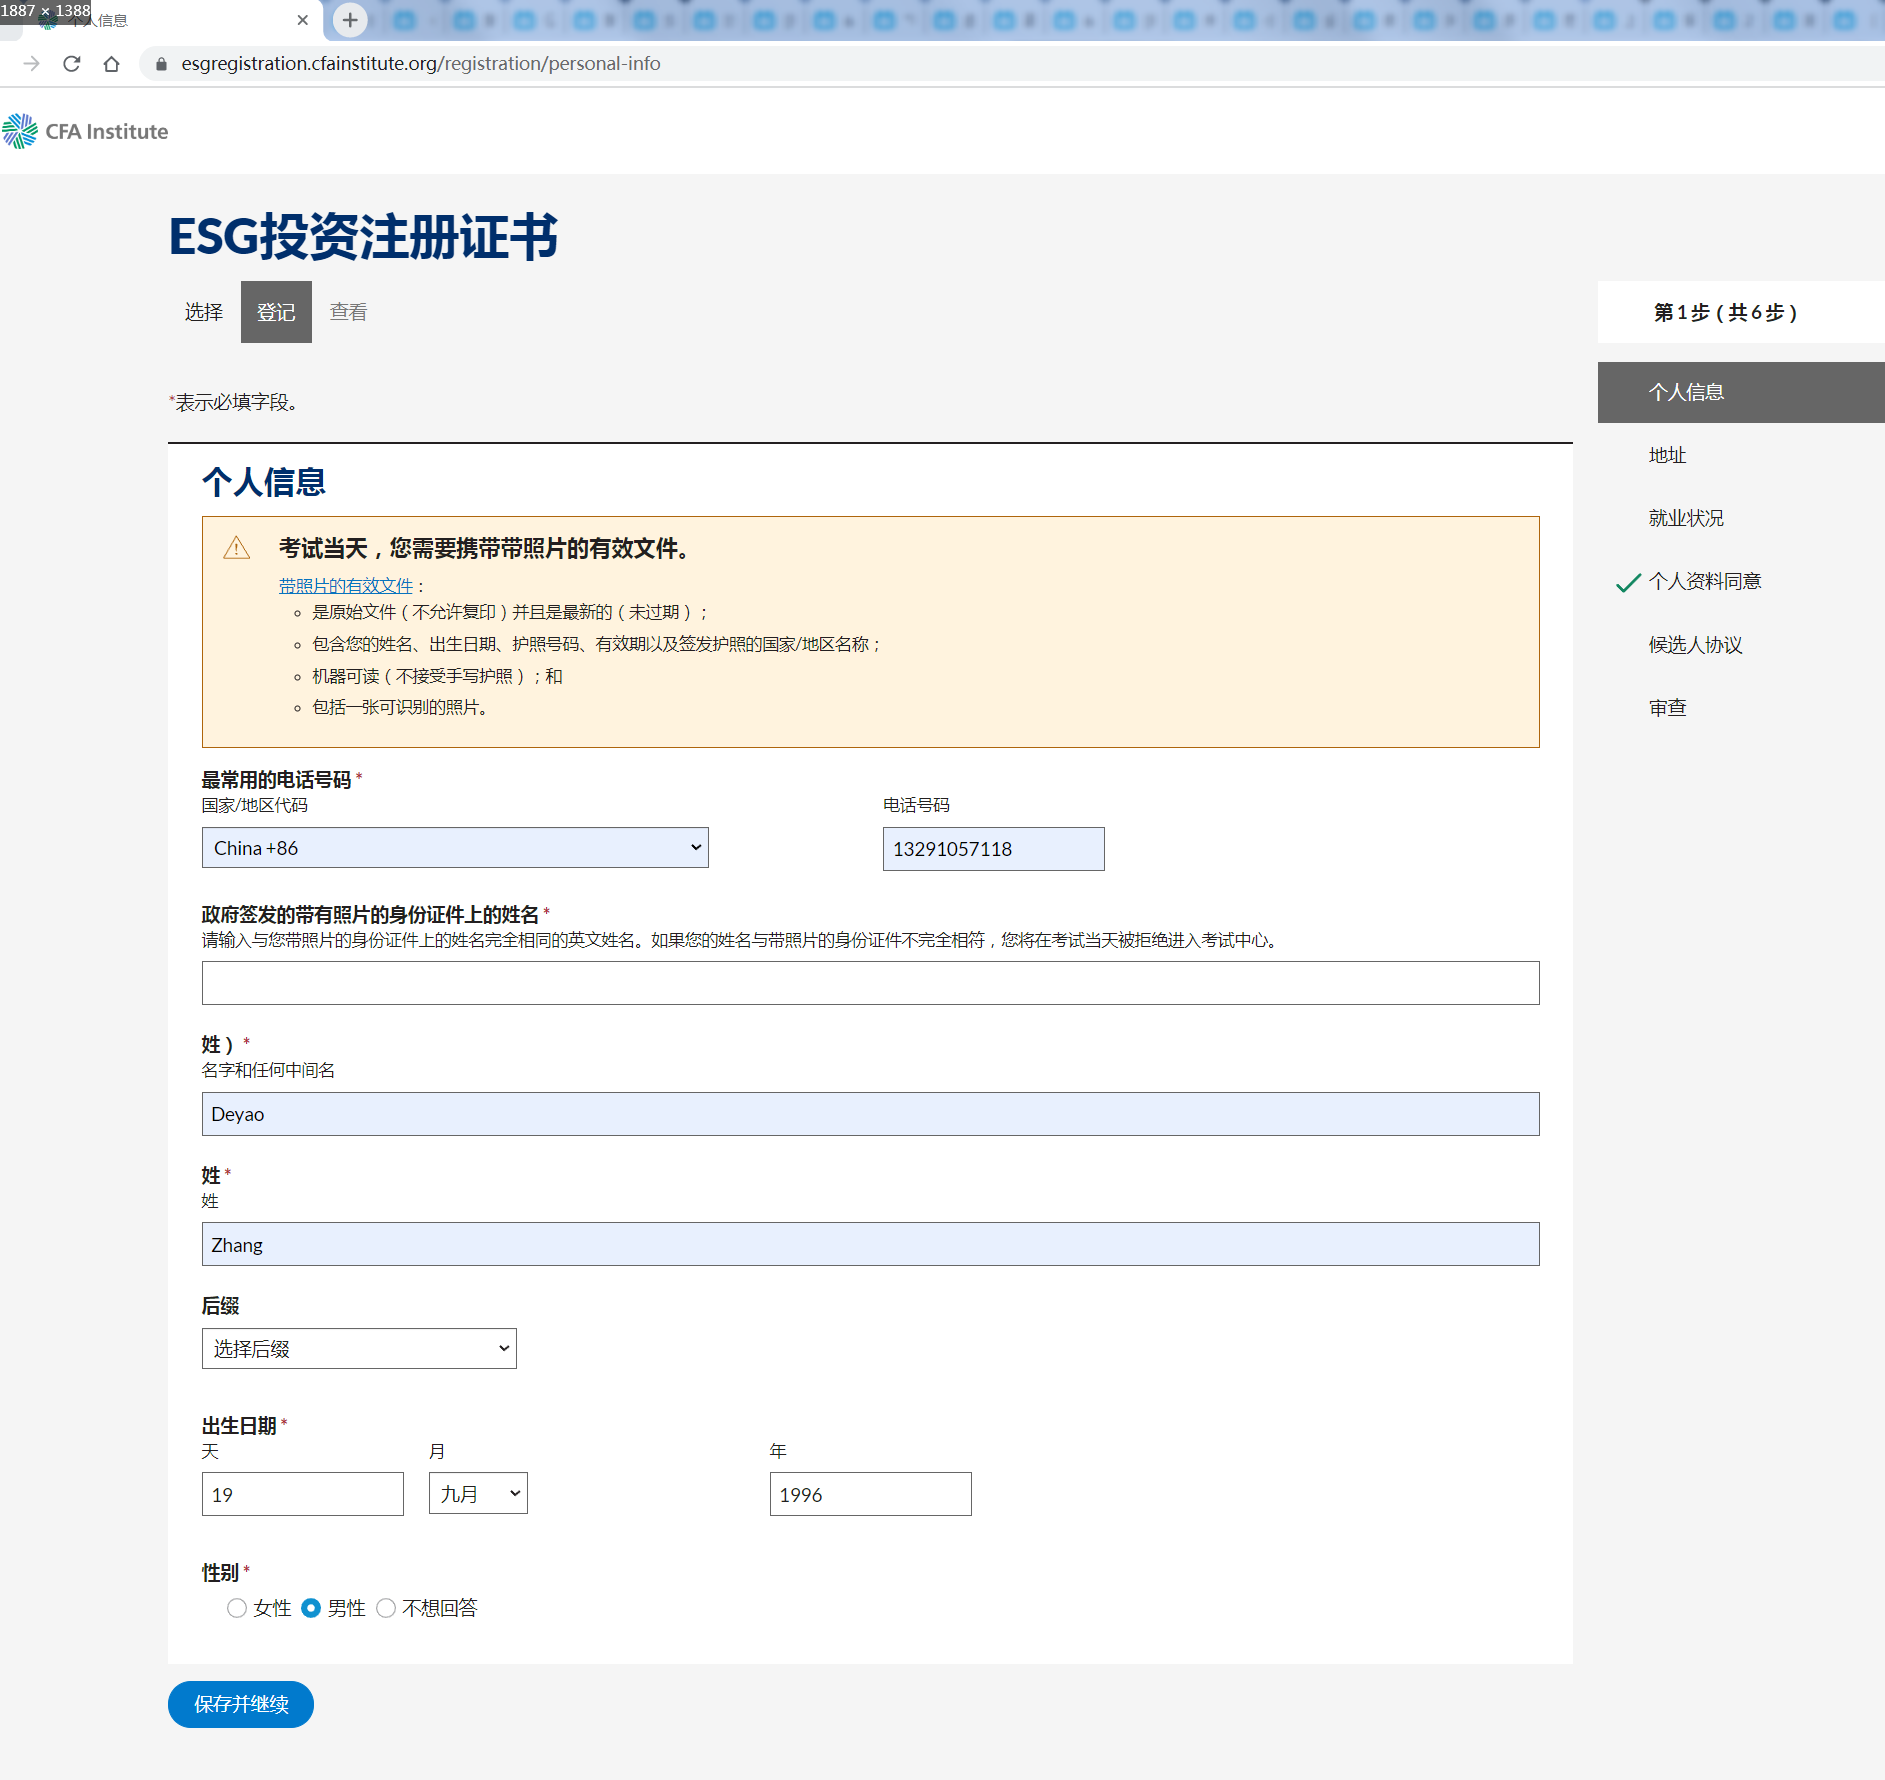 1887 × 1388
个人信息
esgregistration.cfainstitute.org/registration/personal-info
CFA Institute
ESG投资注册证书
选择
登记
查看
第1步（共6步）
*表示必填字段。
个人信息
地址
就业状况
个人资料同意
候选人协议
审查
个人信息
考试当天，您需要携带带照片的有效文件。
带照片的有效文件：
是原始文件（不允许复印）并且是最新的（未过期）；
包含您的姓名、出生日期、护照号码、有效期以及签发护照的国家/地区名称；
机器可读（不接受手写护照）；和
包括一张可识别的照片。
最常用的电话号码*
国家/地区代码
电话号码
China +86
13291057118
政府签发的带有照片的身份证件上的姓名*
请输入与您带照片的身份证件上的姓名完全相同的英文姓名。如果您的姓名与带照片的身份证件不完全相符，您将在考试当天被拒绝进入考试中心。
姓）*
名字和任何中间名
Deyao
姓*
姓
Zhang
后缀
选择后缀
出生日期*
天
月
年
19
九月
1996
性别*
女性
男性
不想回答
保存并继续